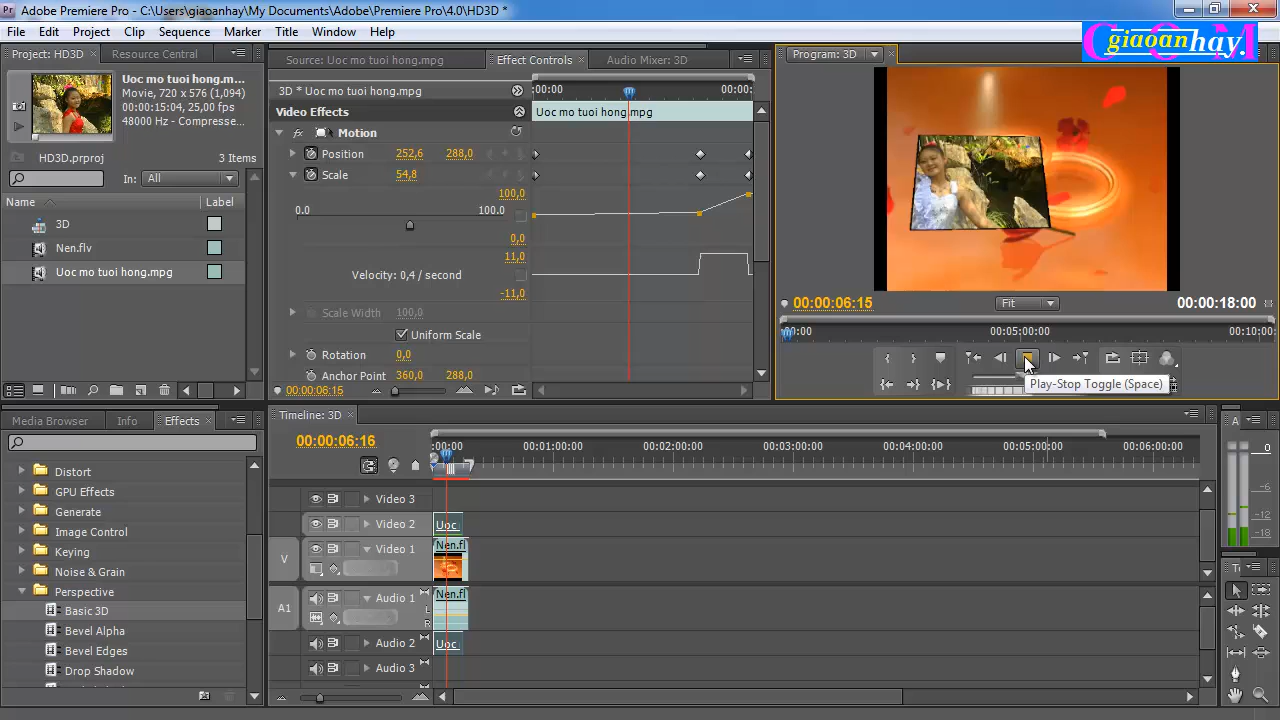 Adobe Premiere Pro - C:\Users\giaoanhay\My Documents\Adobe\Premiere Pro\4.0\HD3D *
File Edit Project Clip Sequence Marker Title Window Help
giaoanhay.
COM
Project: HD3D
Resource Central
Uoc mo tuoi hong.m...
Movie, 720 x 576 (1,094)
00:00:15:04, 25,00 fps
48000 Hz - Compresse...
HD3D.prproj
3 Items
In: All
Name
Label
3D
Nen.flv
Uoc mo tuoi hong.mpg
Source: Uoc mo tuoi hong.mpg
Effect Controls
Audio Mixer: 3D
3D * Uoc mo tuoi hong.mpg
:00:00
00:00:
Video Effects
Uoc mo tuoi hong.mpg
fx Motion
Position 252,6 288,0
Scale 54,8
100,0
0.0 100.0
0,0
11,0
Velocity: 0,4 / second
-11,0
Scale Width 100,0
Uniform Scale
Rotation 0,0
Anchor Point 360,0 288,0
00:00:06:15
Program: 3D
00:00:06:15
Fit
00:00:18:00
:00:00 00:05:00:00 00:10:00:
Play-Stop Toggle (Space)
Media Browser
Info
Effects
Distort
GPU Effects
Generate
Image Control
Keying
Noise & Grain
Perspective
Basic 3D
Bevel Alpha
Bevel Edges
Drop Shadow
Timeline: 3D
00:00:06:16
:00:00 00:01:00:00 00:02:00:00 00:03:00:00 00:04:00:00 00:05:00:00 00:06:00:00
Video 3
Video 2
Uoc.
V
Video 1
Nen.fl
A1
Audio 1
L
R
Nen.fl
Audio 2
Uoc.
Audio 3
A
0
-6
-12
-18